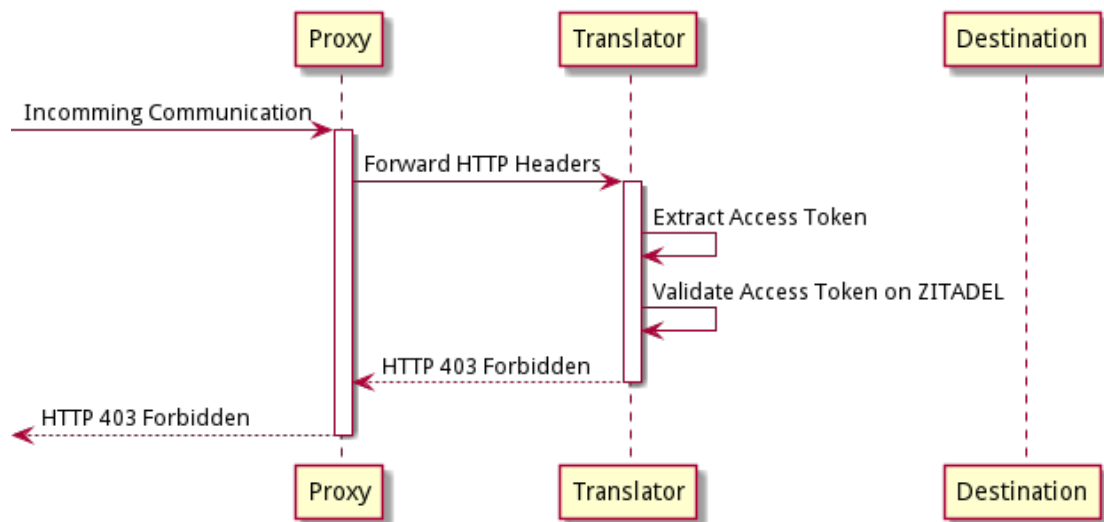 Proxy
Translator
Destination
Incomming Communication
Forward HTTP Headers
Extract Access Token
Validate Access Token on ZITADEL
HTTP 403 Forbidden
HTTP 403 Forbidden
Proxy
Translator
Destination